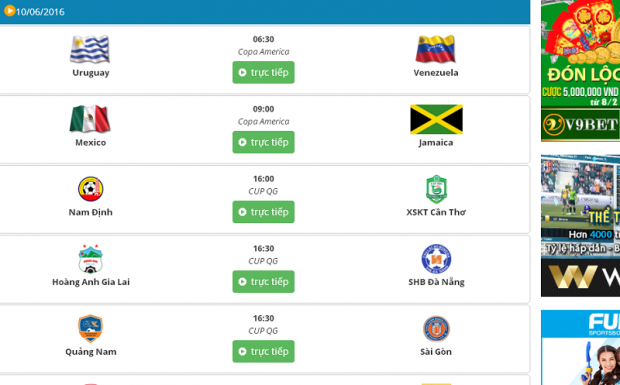 10/06/2016
06:30
Copa America
Uruguay
trực tiếp
Venezuela
09:00
Copa America
Mexico
trực tiếp
Jamaica
16:00
CUP QG
Nam Định
trực tiếp
XSKT Cần Thơ
16:30
CUP QG
Hoàng Anh Gia Lai
trực tiếp
SHB Đà Nẵng
16:30
CUP QG
Quảng Nam
trực tiếp
Sài Gòn
ĐÓN LỘC
CƯỢC 5,000,000 VND
từ 8/2
V9BET
THỂ T
Hơn 4000 t
Tỷ lệ hấp dẫn - B
W
FU
SPORTSBO